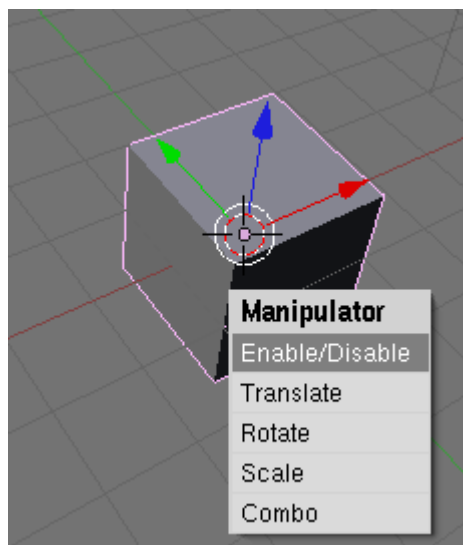 Manipulator
Enable/Disable
Translate
Rotate
Scale
Combo